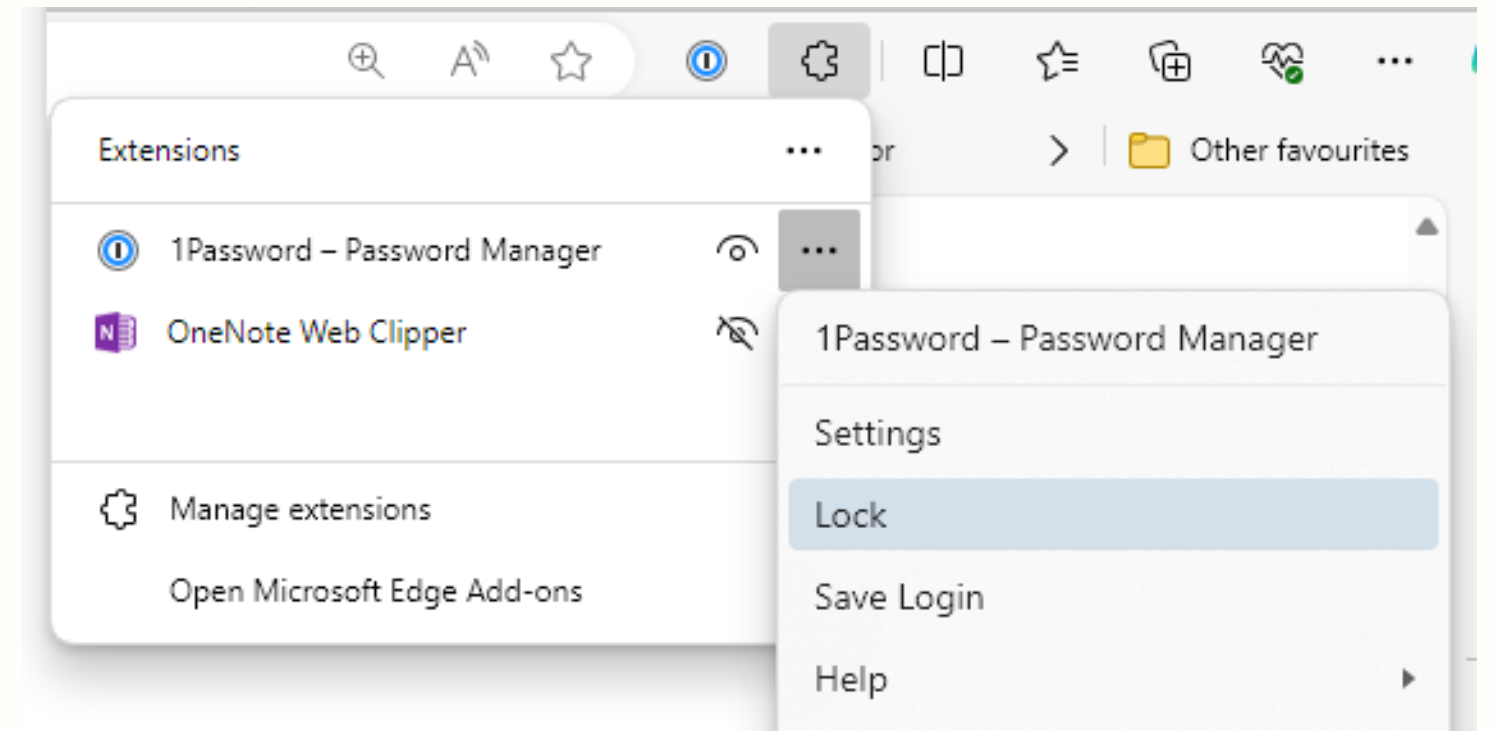 Extensions
or
Other favourites
1Password – Password Manager
OneNote Web Clipper
Manage extensions
Open Microsoft Edge Add-ons
1Password – Password Manager
Settings
Lock
Save Login
Help